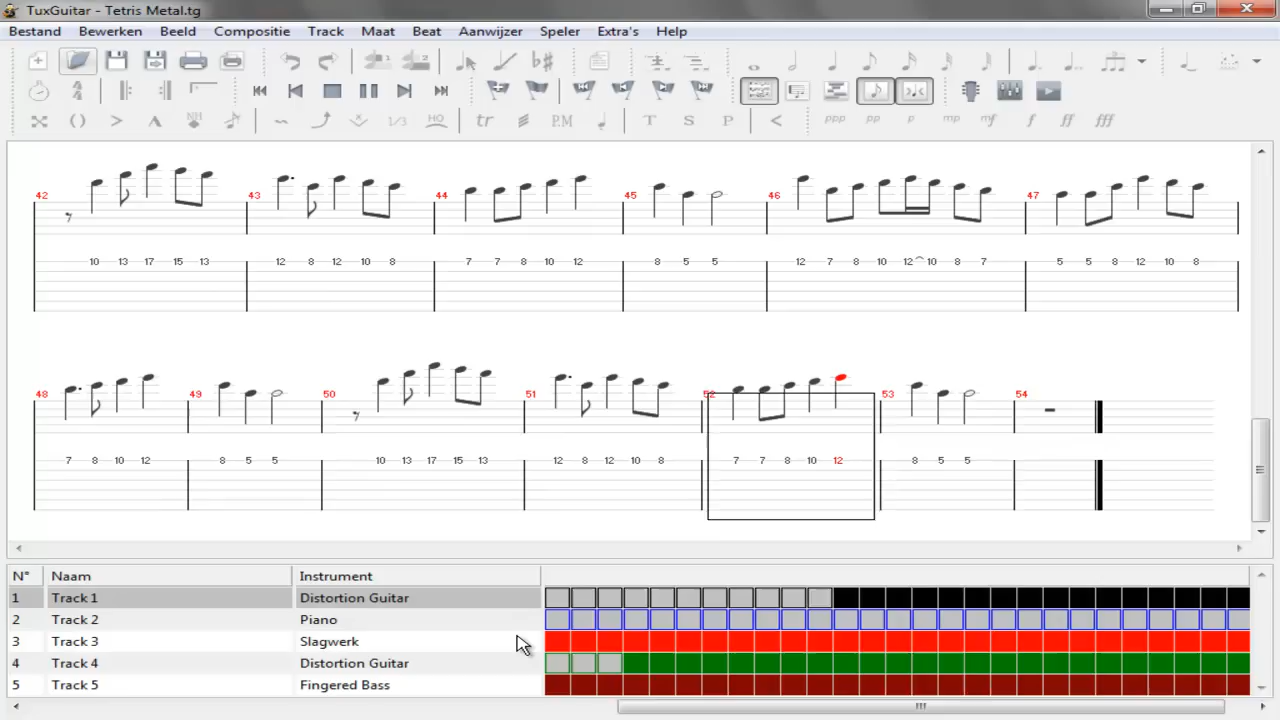 TuxGuitar - Tetris Metal.tg
Bestand Bewerken Beeld Compositie Track Maat Beat Aanwijzer Speler Extra's Help
1/3 NH HO tr P.M T S P ppp pp p mp mf f ff fff
42 43 44 45 46 47
10 13 17 15 13 12 8 12 10 8 7 7 8 10 12 8 5 5 12 7 8 10 12 10 8 7 5 5 8 12 10 8
48 49 50 51 52 53 54
7 8 10 12 8 5 5 10 13 17 15 13 12 8 12 10 8 7 7 8 10 12 8 5 5
N° Naam Instrument
1 Track 1 Distortion Guitar
2 Track 2 Piano
3 Track 3 Slagwerk
4 Track 4 Distortion Guitar
5 Track 5 Fingered Bass